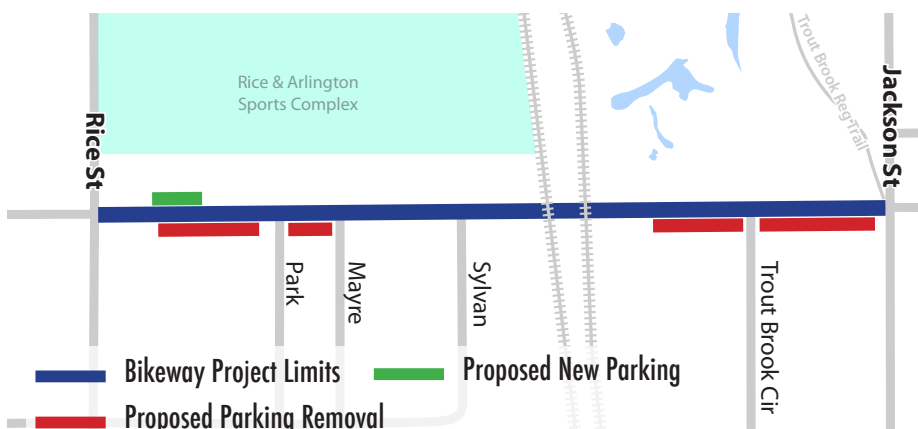 Rice & Arlington
Sports Complex
Rice St
Trout Brook Reg Trail
Jackson St
Park
Mayre
Sylvan
Trout Brook Cir
Bikeway Project Limits
Proposed New Parking
Proposed Parking Removal